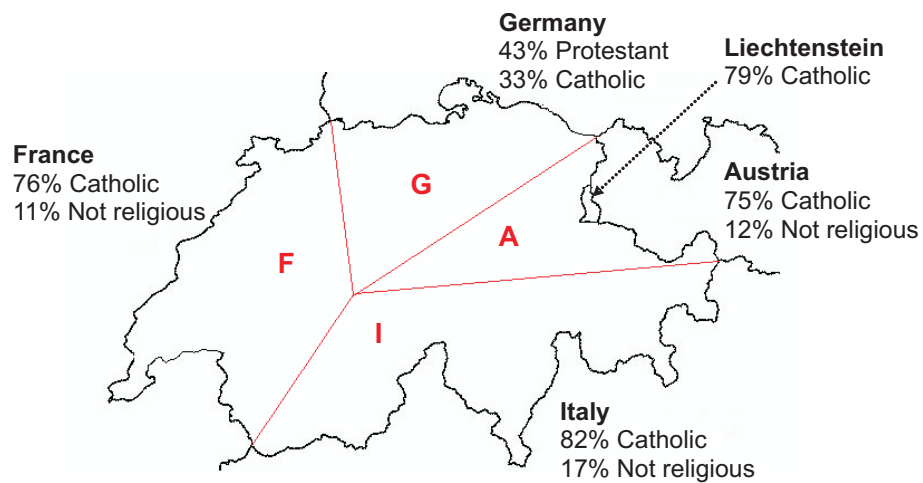 Germany
43% Protestant
33% Catholic
Liechtenstein
79% Catholic
France
76% Catholic
11% Not religious
Austria
75% Catholic
12% Not religious
G
A
F
I
Italy
82% Catholic
17% Not religious